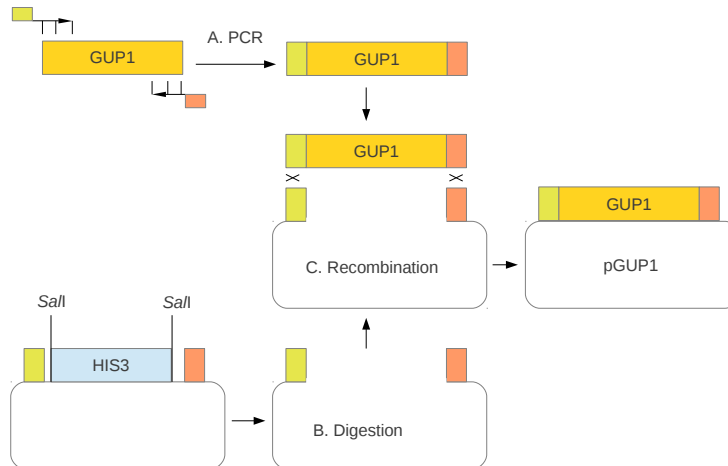 GUP1
A. PCR
GUP1
GUP1
GUP1
C. Recombination
pGUP1
SalI
SalI
HIS3
B. Digestion